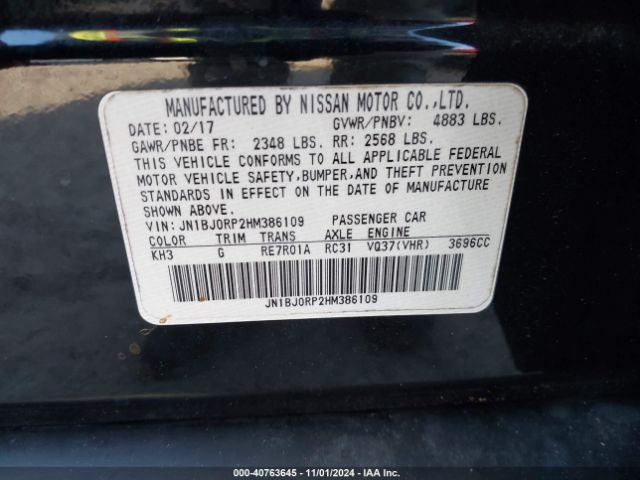 MANUFACTURED BY NISSAN MOTOR CO.,LTD.
DATE: 02/17 GVWR/PNBV: 4883 LBS.
GAWR/PNBE FR: 2348 LBS. RR: 2568 LBS.
THIS VEHICLE CONFORMS TO ALL APPLICABLE FEDERAL
MOTOR VEHICLE SAFETY,BUMPER,AND THEFT PREVENTION
STANDARDS IN EFFECT ON THE DATE OF MANUFACTURE
SHOWN ABOVE.
VIN: JN1BJ0RP2HM386109 PASSENGER CAR
COLOR TRIM TRANS AXLE ENGINE
KH3 G RE7R01A RC31 VQ37(VHR) 3696CC
JN1BJ0RP2HM386109
000-40763645 - 11/01/2024 - IAA Inc.